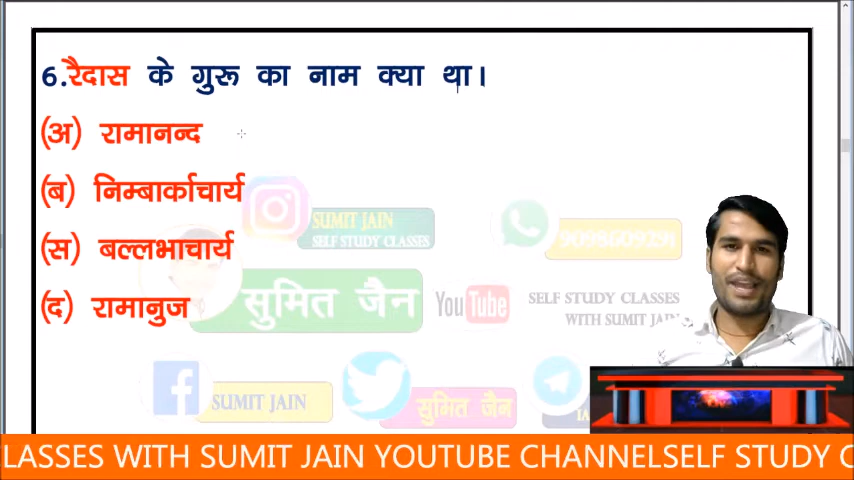 6.रैदास के गुरू का नाम क्या था।
(अ) रामानन्द
(ब) निम्बार्काचार्य
(स) बल्लभाचार्य
(द) रामानुज
SUMIT JAIN
SELF STUDY CLASSES
9098609291
सुमित जैन
YouTube
SELF STUDY CLASSES
WITH SUMIT JAIN
SUMIT JAIN
सुमित जैन
LASSES WITH SUMIT JAIN YOUTUBE CHANNELSELF STUDY C